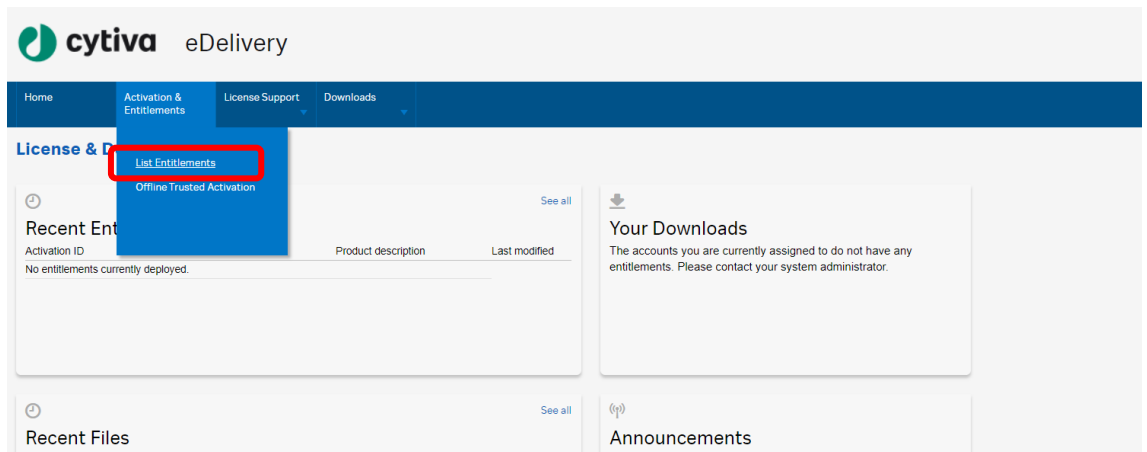 cytiva eDelivery
Home
Activation &
Entitlements
License Support
Downloads
License & D
List Entitlements
Offline Trusted Activation
See all
Recent Ent
Activation ID
Product description
Last modified
No entitlements currently deployed.
Your Downloads
The accounts you are currently assigned to do not have any
entitlements. Please contact your system administrator.
See all
Recent Files
Announcements